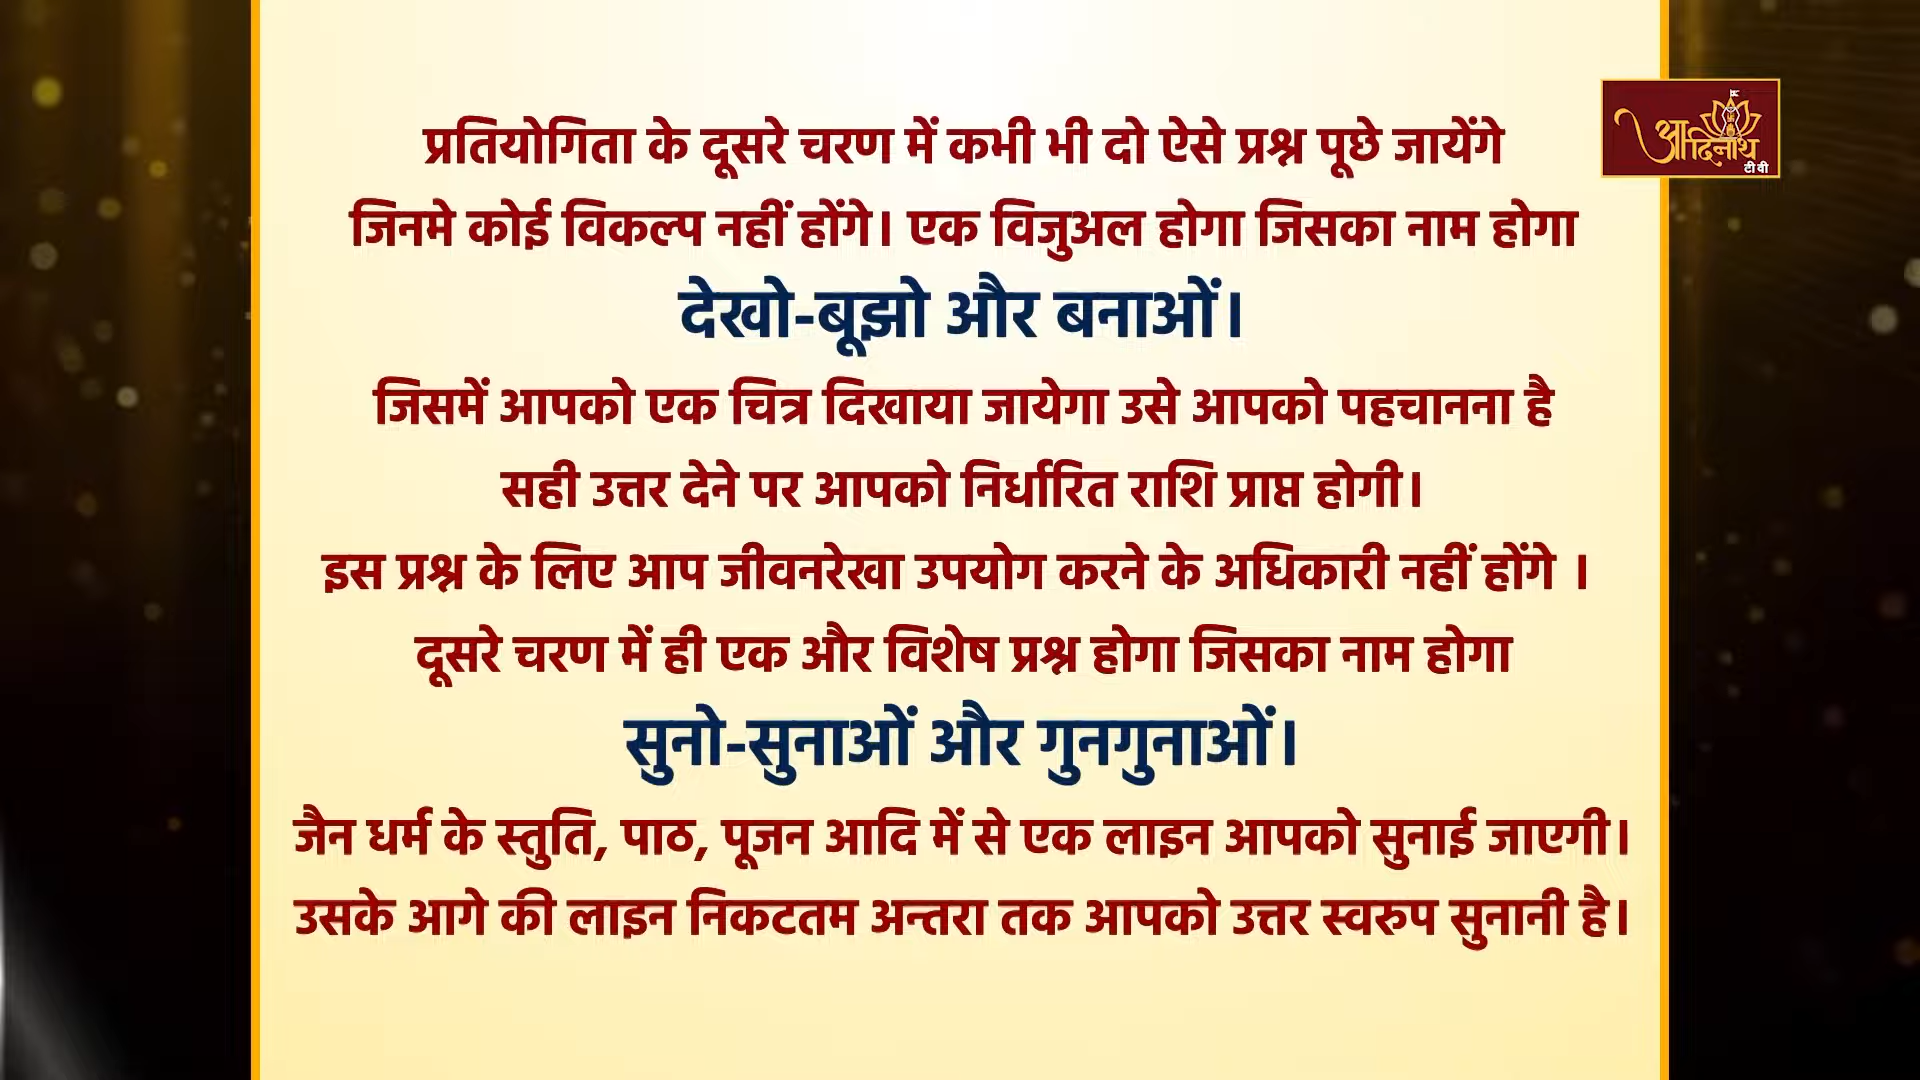 प्रतियोगिता के दूसरे चरण में कभी भी दो ऐसे प्रश्न पूछे जायेंगे
आदिनाथ
टीवी
जिनमे कोई विकल्प नहीं होंगे। एक विजुअल होगा जिसका नाम होगा
देखो-बूझो और बनाओं।
जिसमें आपको एक चित्र दिखाया जायेगा उसे आपको पहचानना है
सही उत्तर देने पर आपको निर्धारित राशि प्राप्त होगी।
इस प्रश्न के लिए आप जीवनरेखा उपयोग करने के अधिकारी नहीं होंगे ।
दूसरे चरण में ही एक और विशेष प्रश्न होगा जिसका नाम होगा
सुनो-सुनाओं और गुनगुनाओं।
जैन धर्म के स्तुति, पाठ, पूजन आदि में से एक लाइन आपको सुनाई जाएगी।
उसके आगे की लाइन निकटतम अन्तरा तक आपको उत्तर स्वरुप सुनानी है।